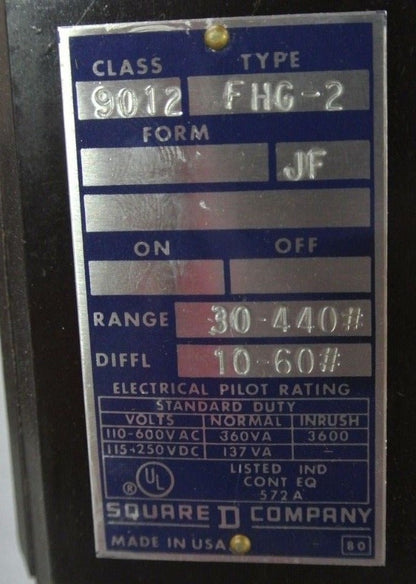 CLASS TYPE
9012 FHG-2
FORM
JF
ON OFF
RANGE 30-440#
DIFFL 10-60#
ELECTRICAL PILOT RATING
STANDARD DUTY
VOLTS NORMAL INRUSH
110-600VAC 360VA 3600
115-250VDC 137VA –
UL ® LISTED IND
CONT EQ
572A
SQUARE D COMPANY
MADE IN USA 80